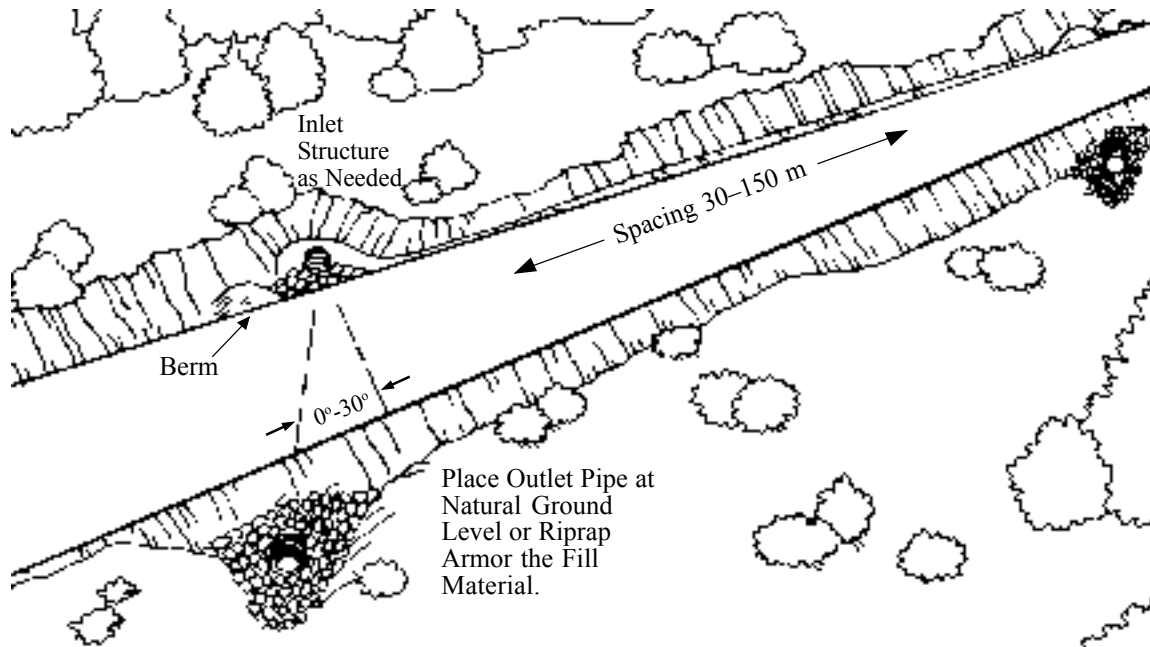 Inlet
Structure
as Needed
Spacing 30–150 m
Berm
0º-30º
Place Outlet Pipe at
Natural Ground
Level or Riprap
Armor the Fill
Material.